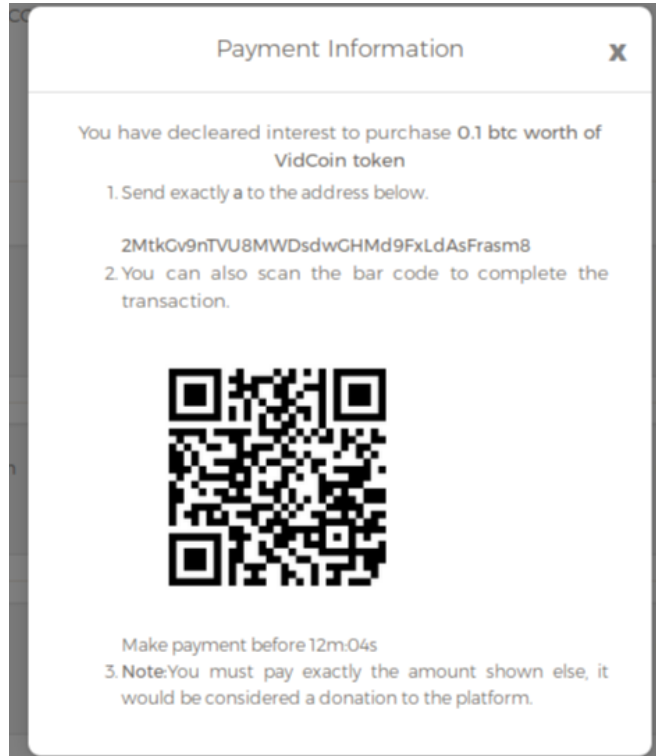 Payment Information
x
You have decleared interest to purchase 0.1 btc worth of
VidCoin token
1. Send exactly a to the address below.
2MtkGv9nTVU8MWDsdwGHMd9FxLdAsFrasm8
2. You can also scan the bar code to complete the
transaction.
Make payment before 12m:04s
3. Note:You must pay exactly the amount shown else, it
would be considered a donation to the platform.